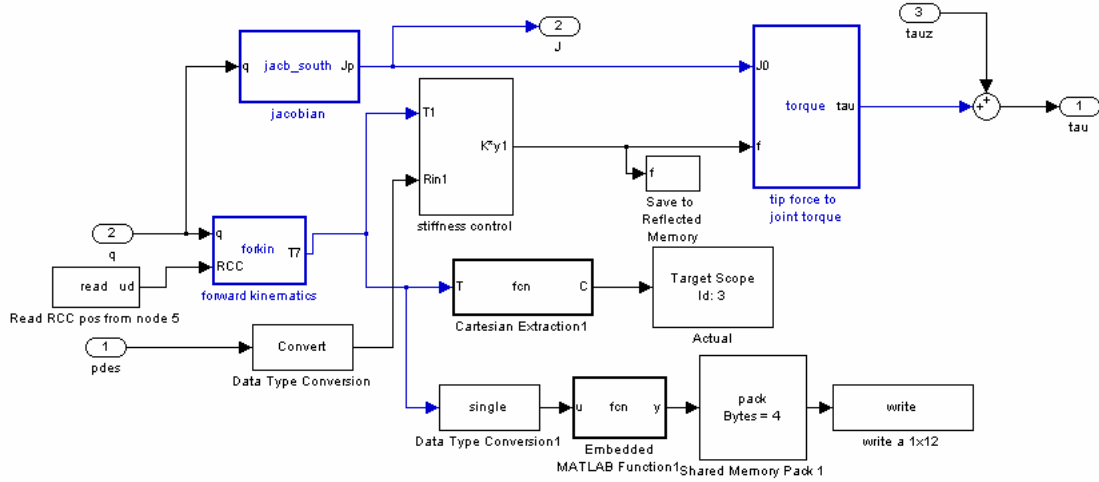 3
tauz
2
J
q
jacb_south
Jp
jacobian
J0
torque
tau
f
tip force to
joint torque
+
+
1
tau
T1
K*y1
Rin1
stiffness control
f
Save to
Reflected
Memory
2
q
q
forkin
T7
RCC
forward kinematics
read
ud
Read RCC pos from node 5
T
fcn
C
Cartesian Extraction1
Target Scope
Id: 3
Actual
1
pdes
Convert
Data Type Conversion
single
Data Type Conversion1
u
fcn
y
Embedded
MATLAB Function1
pack
Bytes = 4
Shared Memory Pack 1
write
write a 1x12